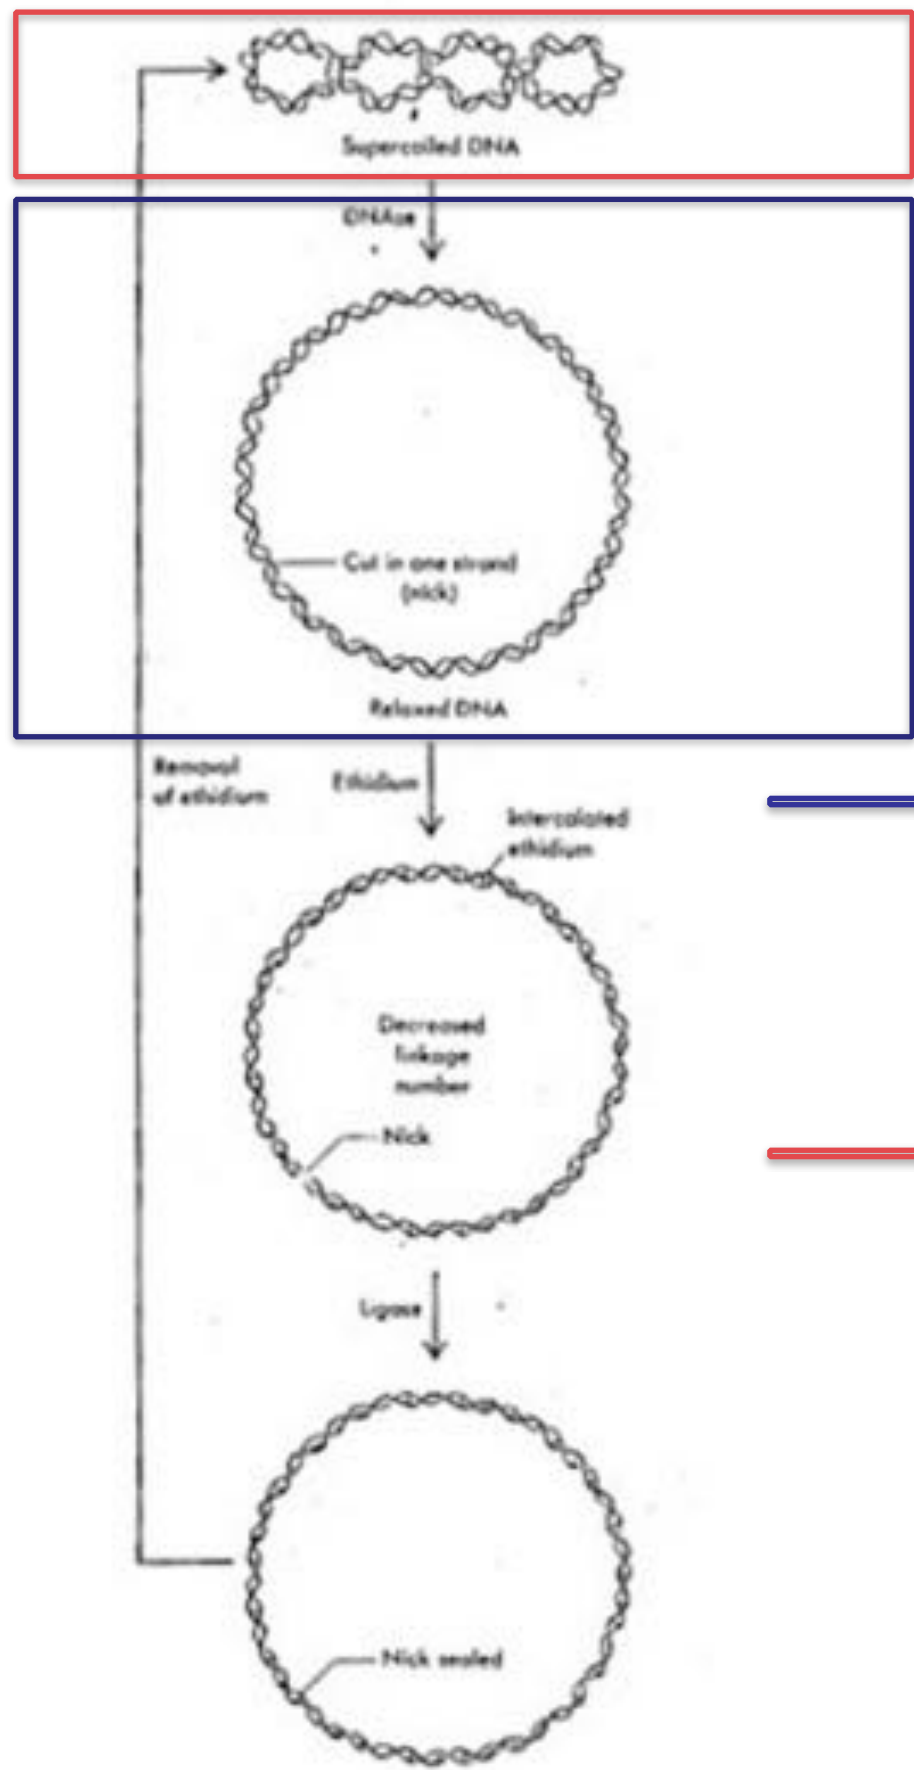 Supercoiled DNA
DNAse
Cut in one strand
(nick)
Relaxed DNA
Removal
of ethidium
Ethidium
Intercalated
ethidium
Decreased
linkage
number
Nick
Ligase
Nick sealed